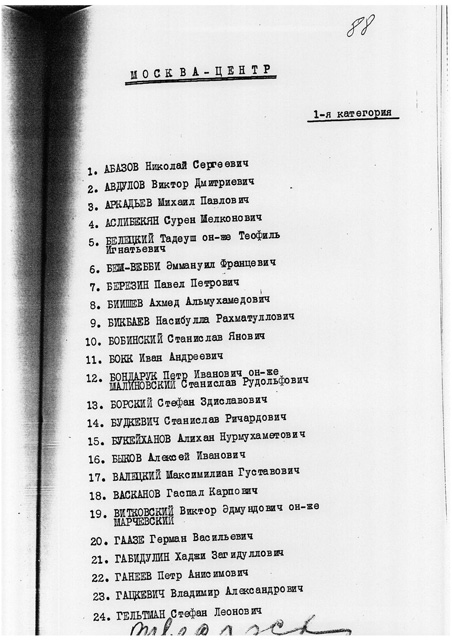 88
МОСКВА-ЦЕНТР
1-я категория
1. АБАЗОВ Николай Сергеевич
2. АВДУЛОВ Виктор Дмитриевич
3. АРКАДЬЕВ Михаил Павлович
4. АСЛИБЕКЯН Сурен Мелконович
5. БЕЛЕЦКИЙ Тадеуш он-же Теофиль
Игнатьевич
6. БЕМ-ВЕББИ Эммануил Францевич
7. БЕРЕЗИН Павел Петрович
8. БИИШЕВ Ахмед Альмухамедович
9. БИКБАЕВ Насибулла Рахматуллович
10. БОБИНСКИЙ Станислав Янович
11. БОКК Иван Андреевич
12. БОНДАРУК Петр Иванович он-же
МАЛИНОВСКИЙ Станислав Рудольфович
13. БОРСКИЙ Стефан Здиславович
14. БУДКЕВИЧ Станислав Ричардович
15. БУКЕЙХАНОВ Алихан Нурмухаметович
16. БЫКОВ Алексей Иванович
17. ВАЛЕЦКИЙ Максимилиан Густавович
18. ВАСКАНОВ Гаспал Карпович
19. ВИТКОВСКИЙ Виктор Эдмундович он-же
МАРЧЕВСКИЙ
20. ГААЗЕ Герман Васильевич
21. ГАБИДУЛИН Хаджи Загидуллович
22. ГАНЕЕВ Петр Анисимович
23. ГАЦКЕВИЧ Владимир Александрович
24. ГЕЛЬТМАН Стефан Леонович